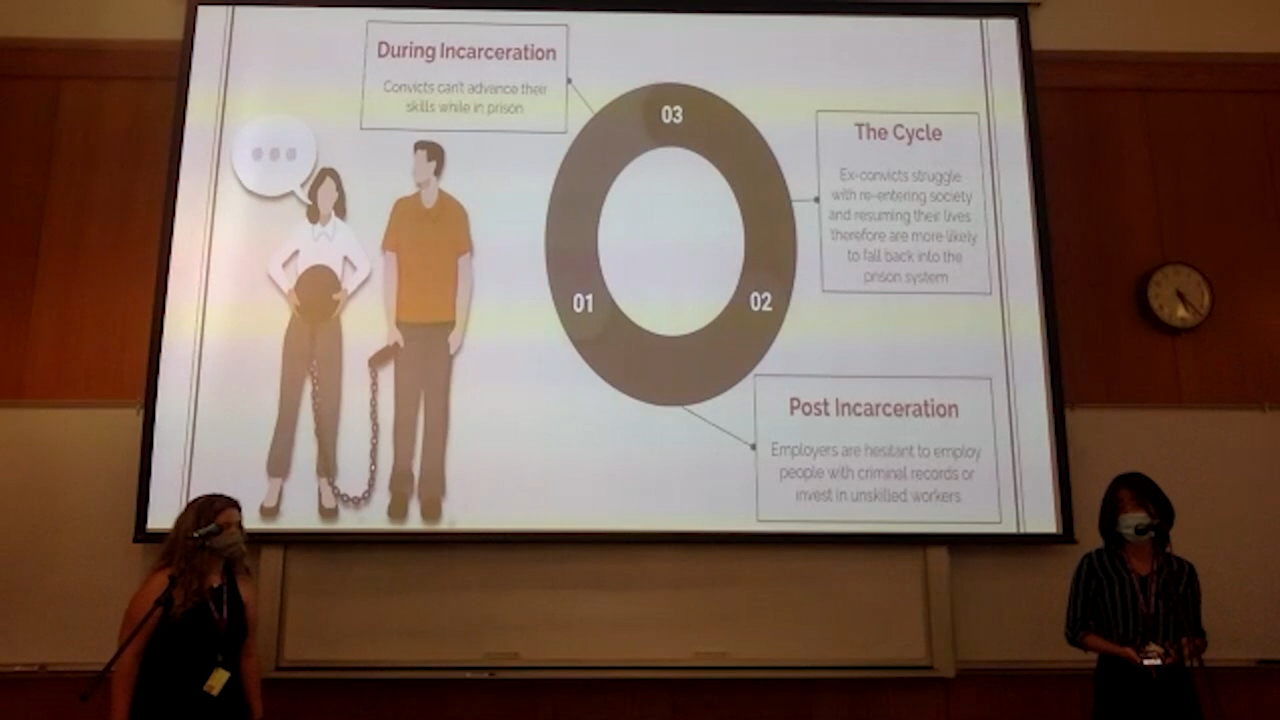 During Incarceration
Convicts can't advance their
skills while in prison
03
The Cycle
Ex-convicts struggle
with re-entering society
and resuming their lives
therefore are more likely
to fall back into the
prison system
01
02
Post Incarceration
Employers are hesitant to employ
people with criminal records or
invest in unskilled workers